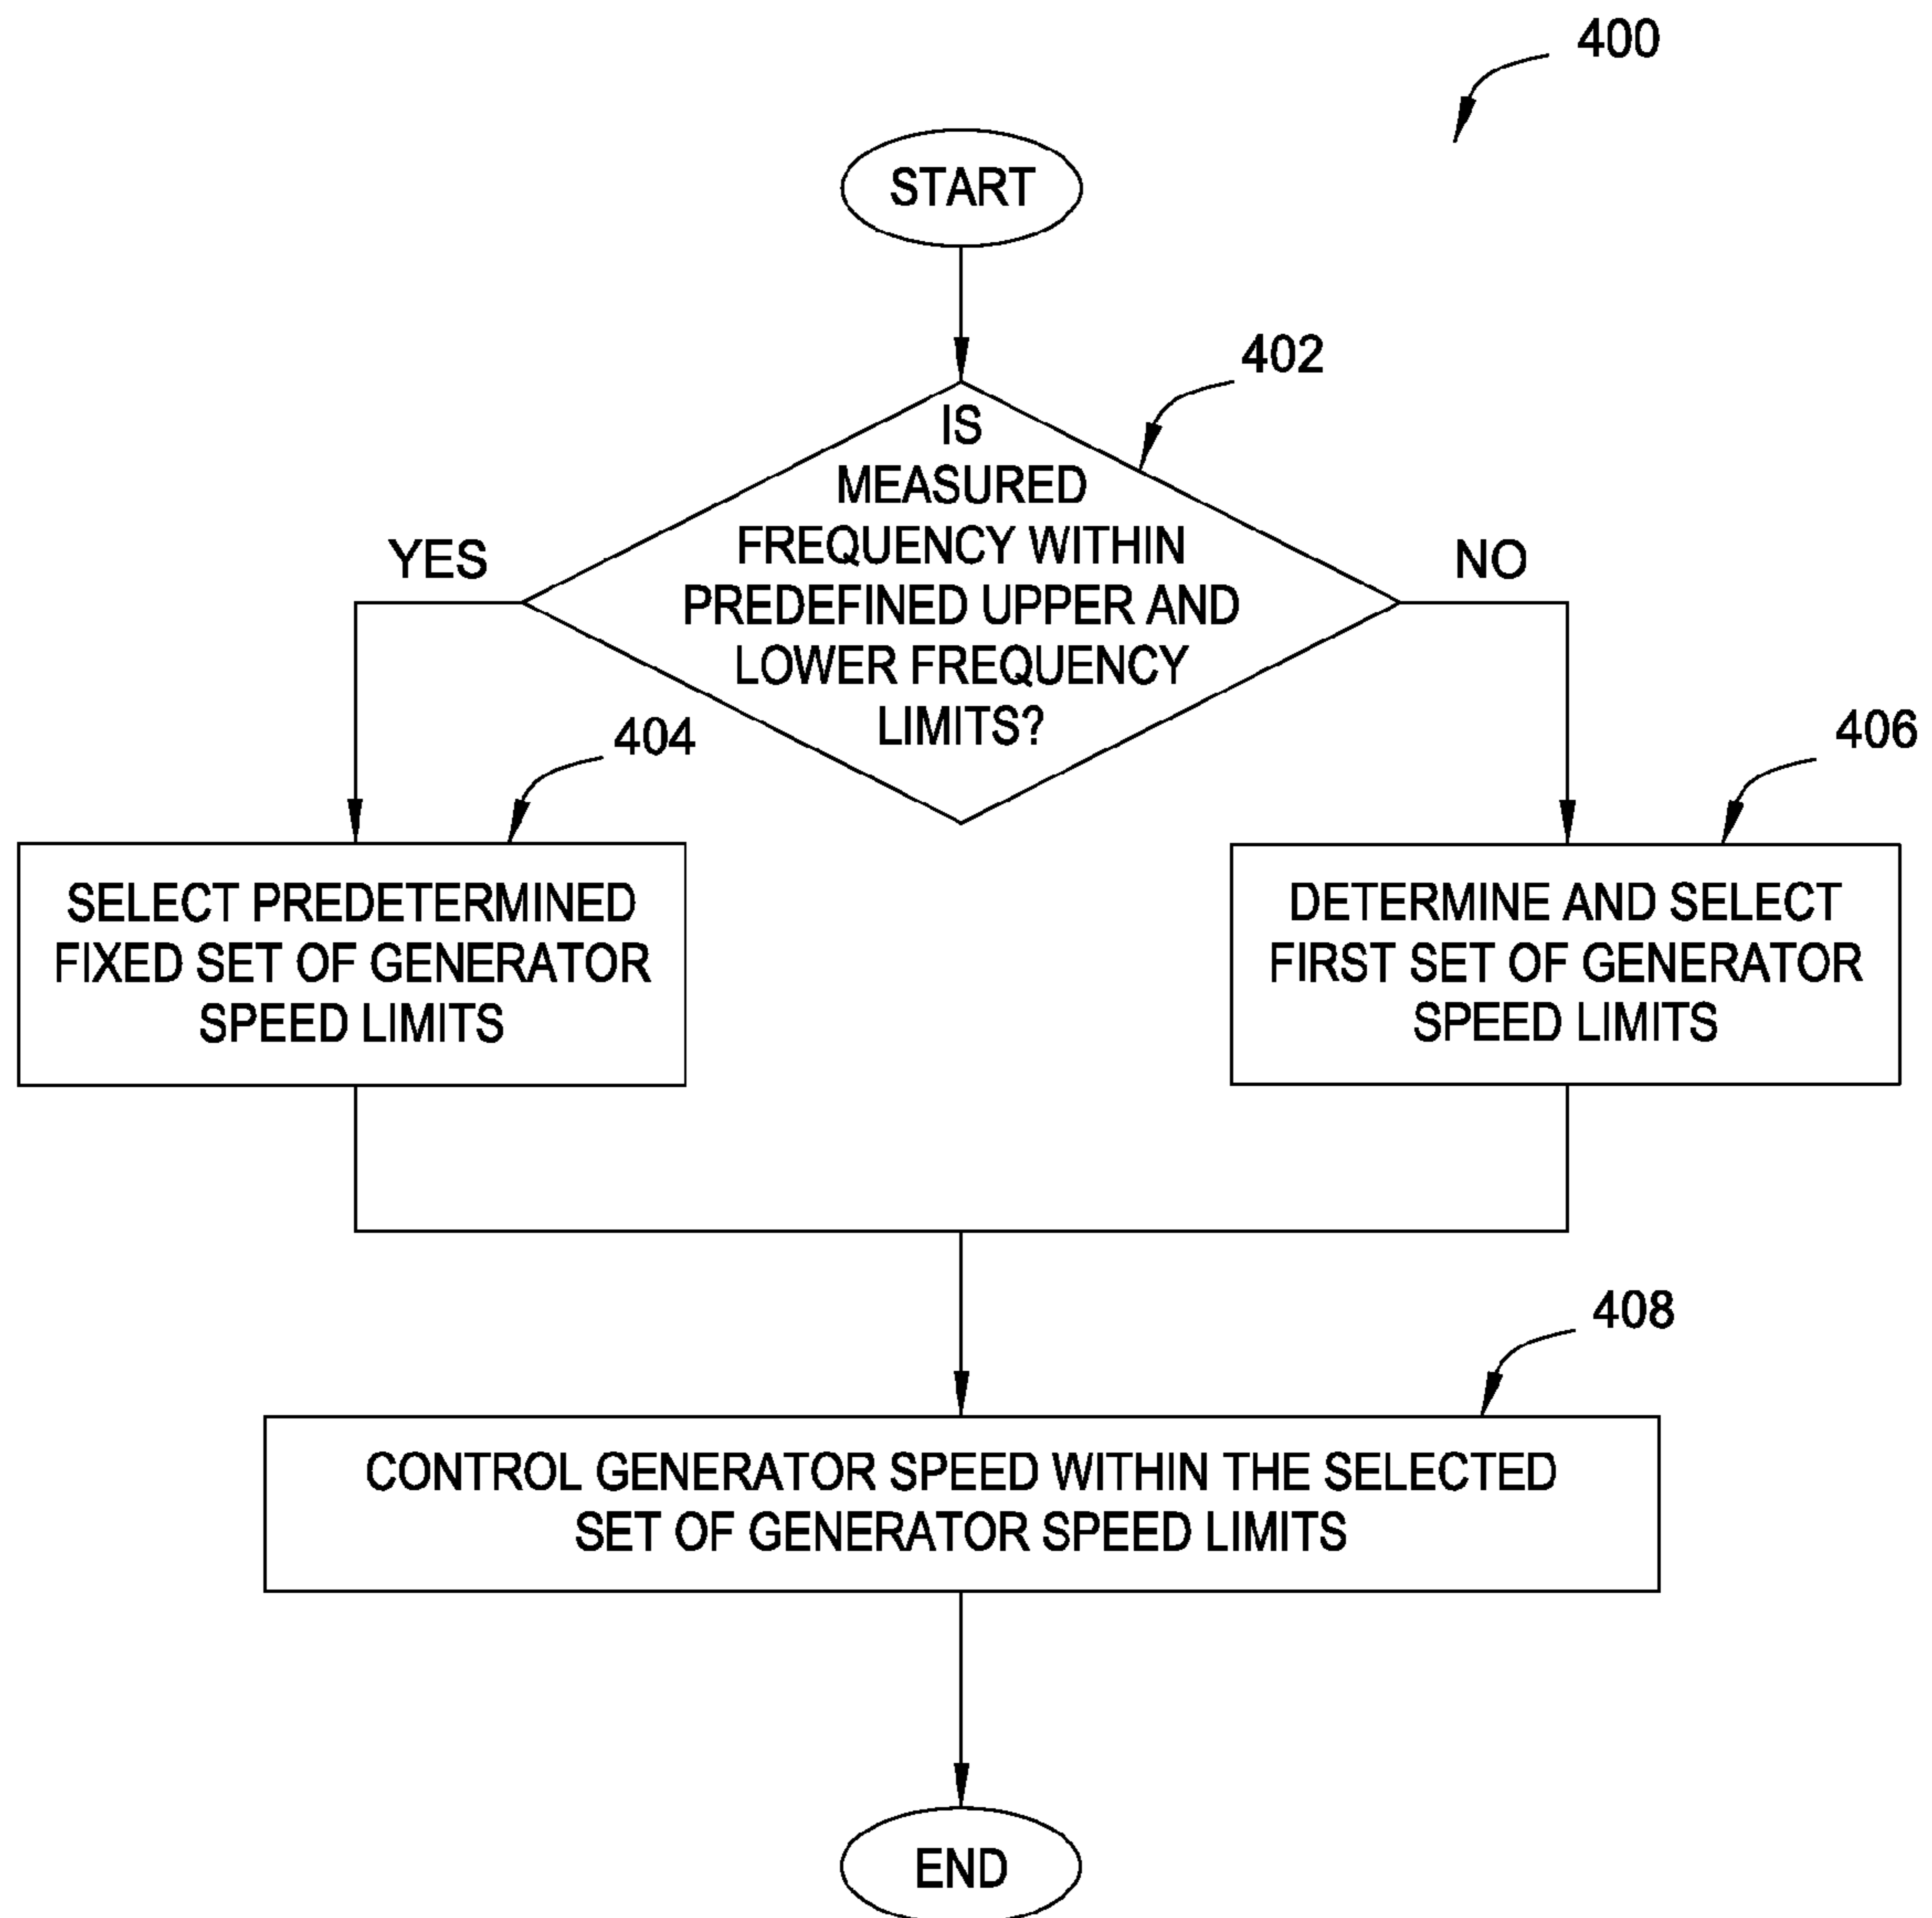 400
START
402
IS
MEASURED
FREQUENCY WITHIN
PREDEFINED UPPER AND
LOWER FREQUENCY
LIMITS?
YES
NO
404
406
SELECT PREDETERMINED
FIXED SET OF GENERATOR
SPEED LIMITS
DETERMINE AND SELECT
FIRST SET OF GENERATOR
SPEED LIMITS
408
CONTROL GENERATOR SPEED WITHIN THE SELECTED
SET OF GENERATOR SPEED LIMITS
END